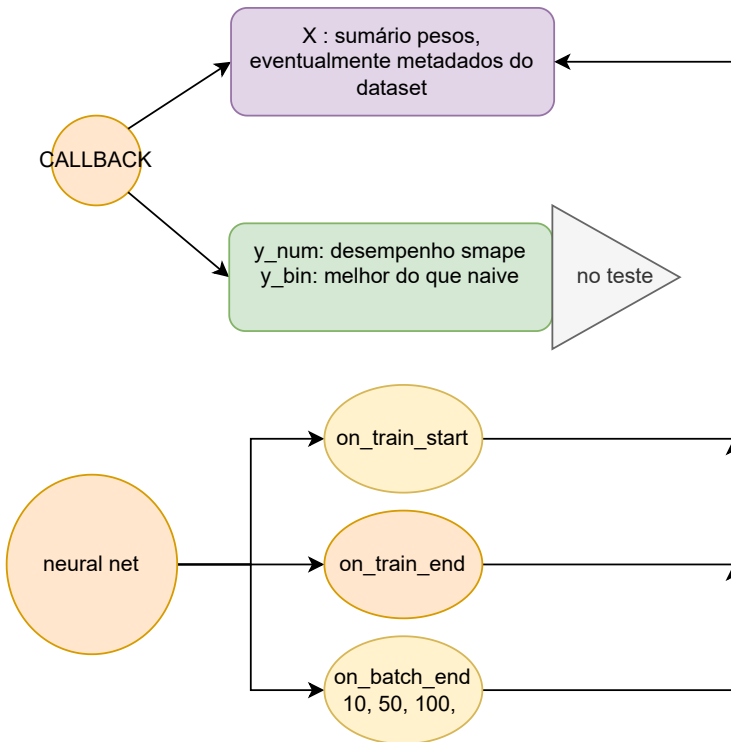 X : sumário pesos,
eventualmente metadados do
dataset
CALLBACK
y_num: desempenho smape
y_bin: melhor do que naive
no teste
on_train_start
neural net
on_train_end
on_batch_end
10, 50, 100,